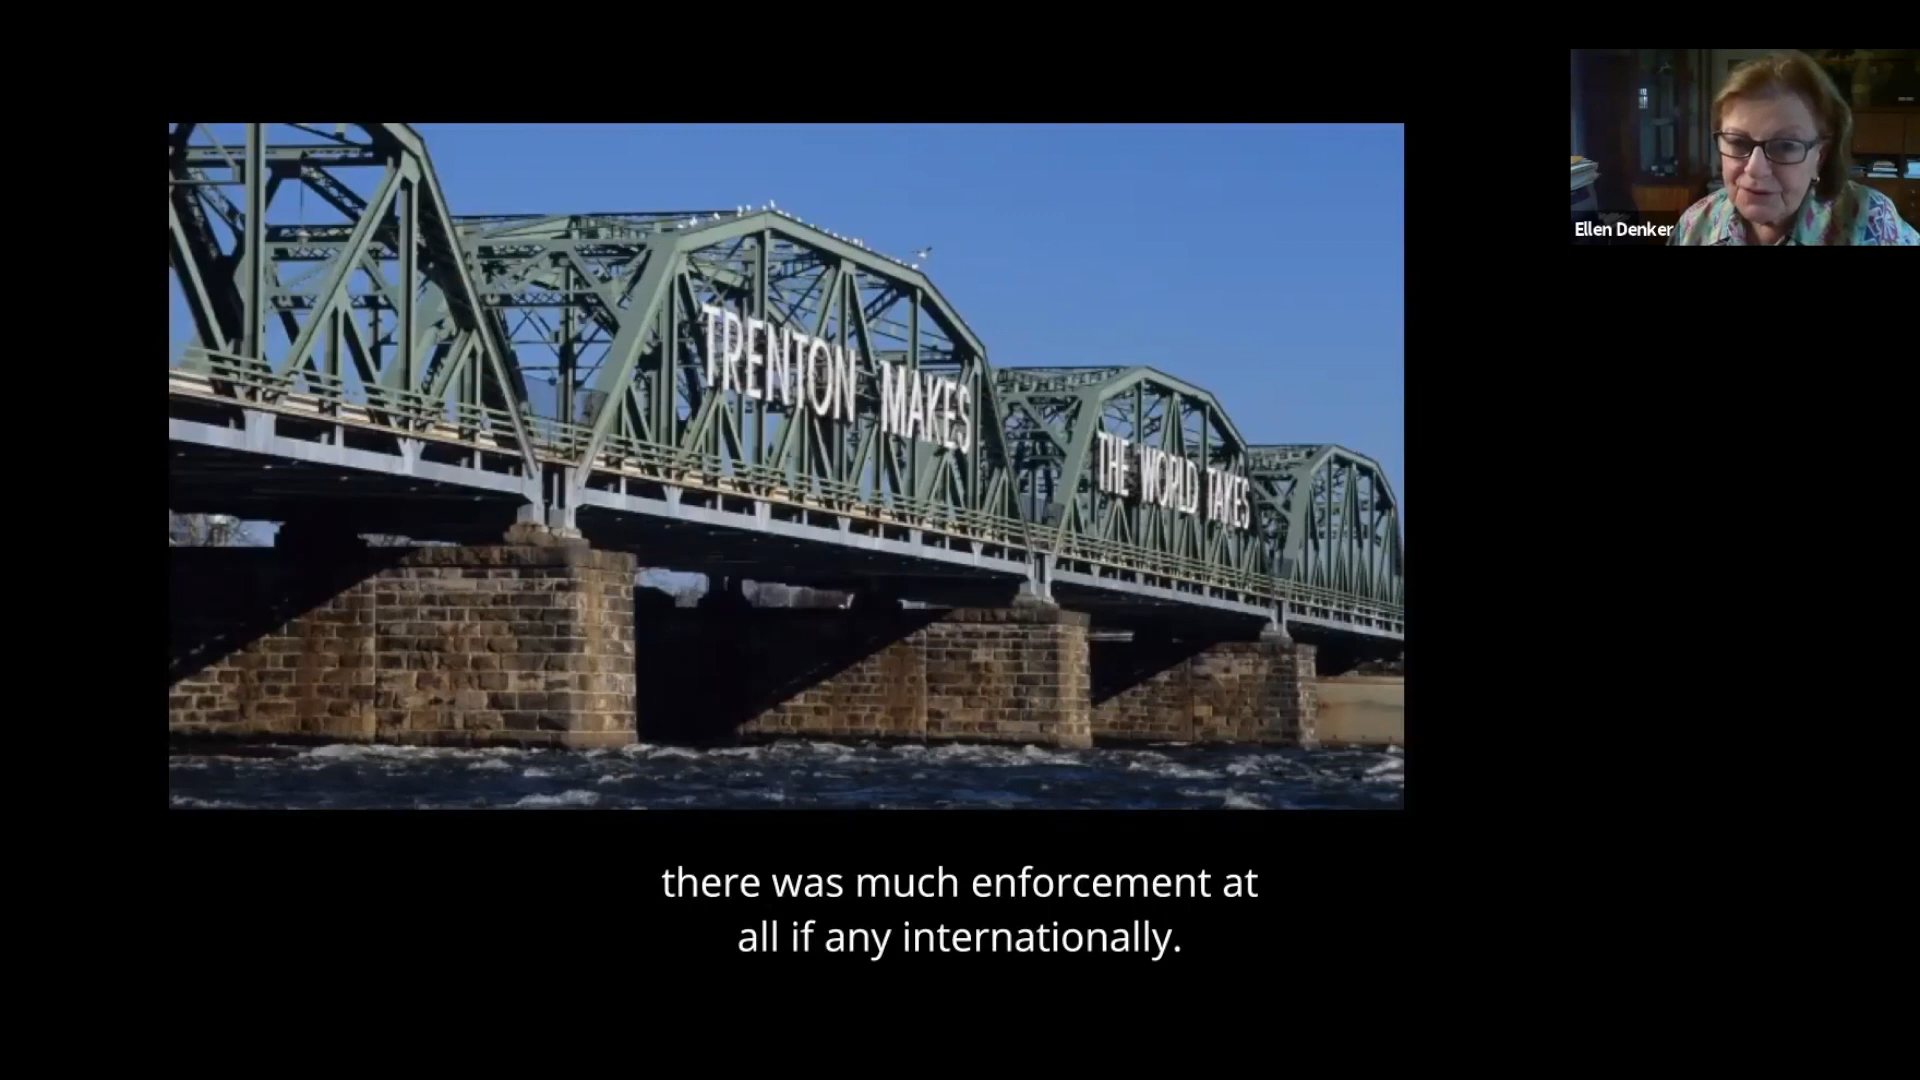 Ellen Denker
TRENTON MAKES
THE WORLD TAKES
there was much enforcement at
all if any internationally.